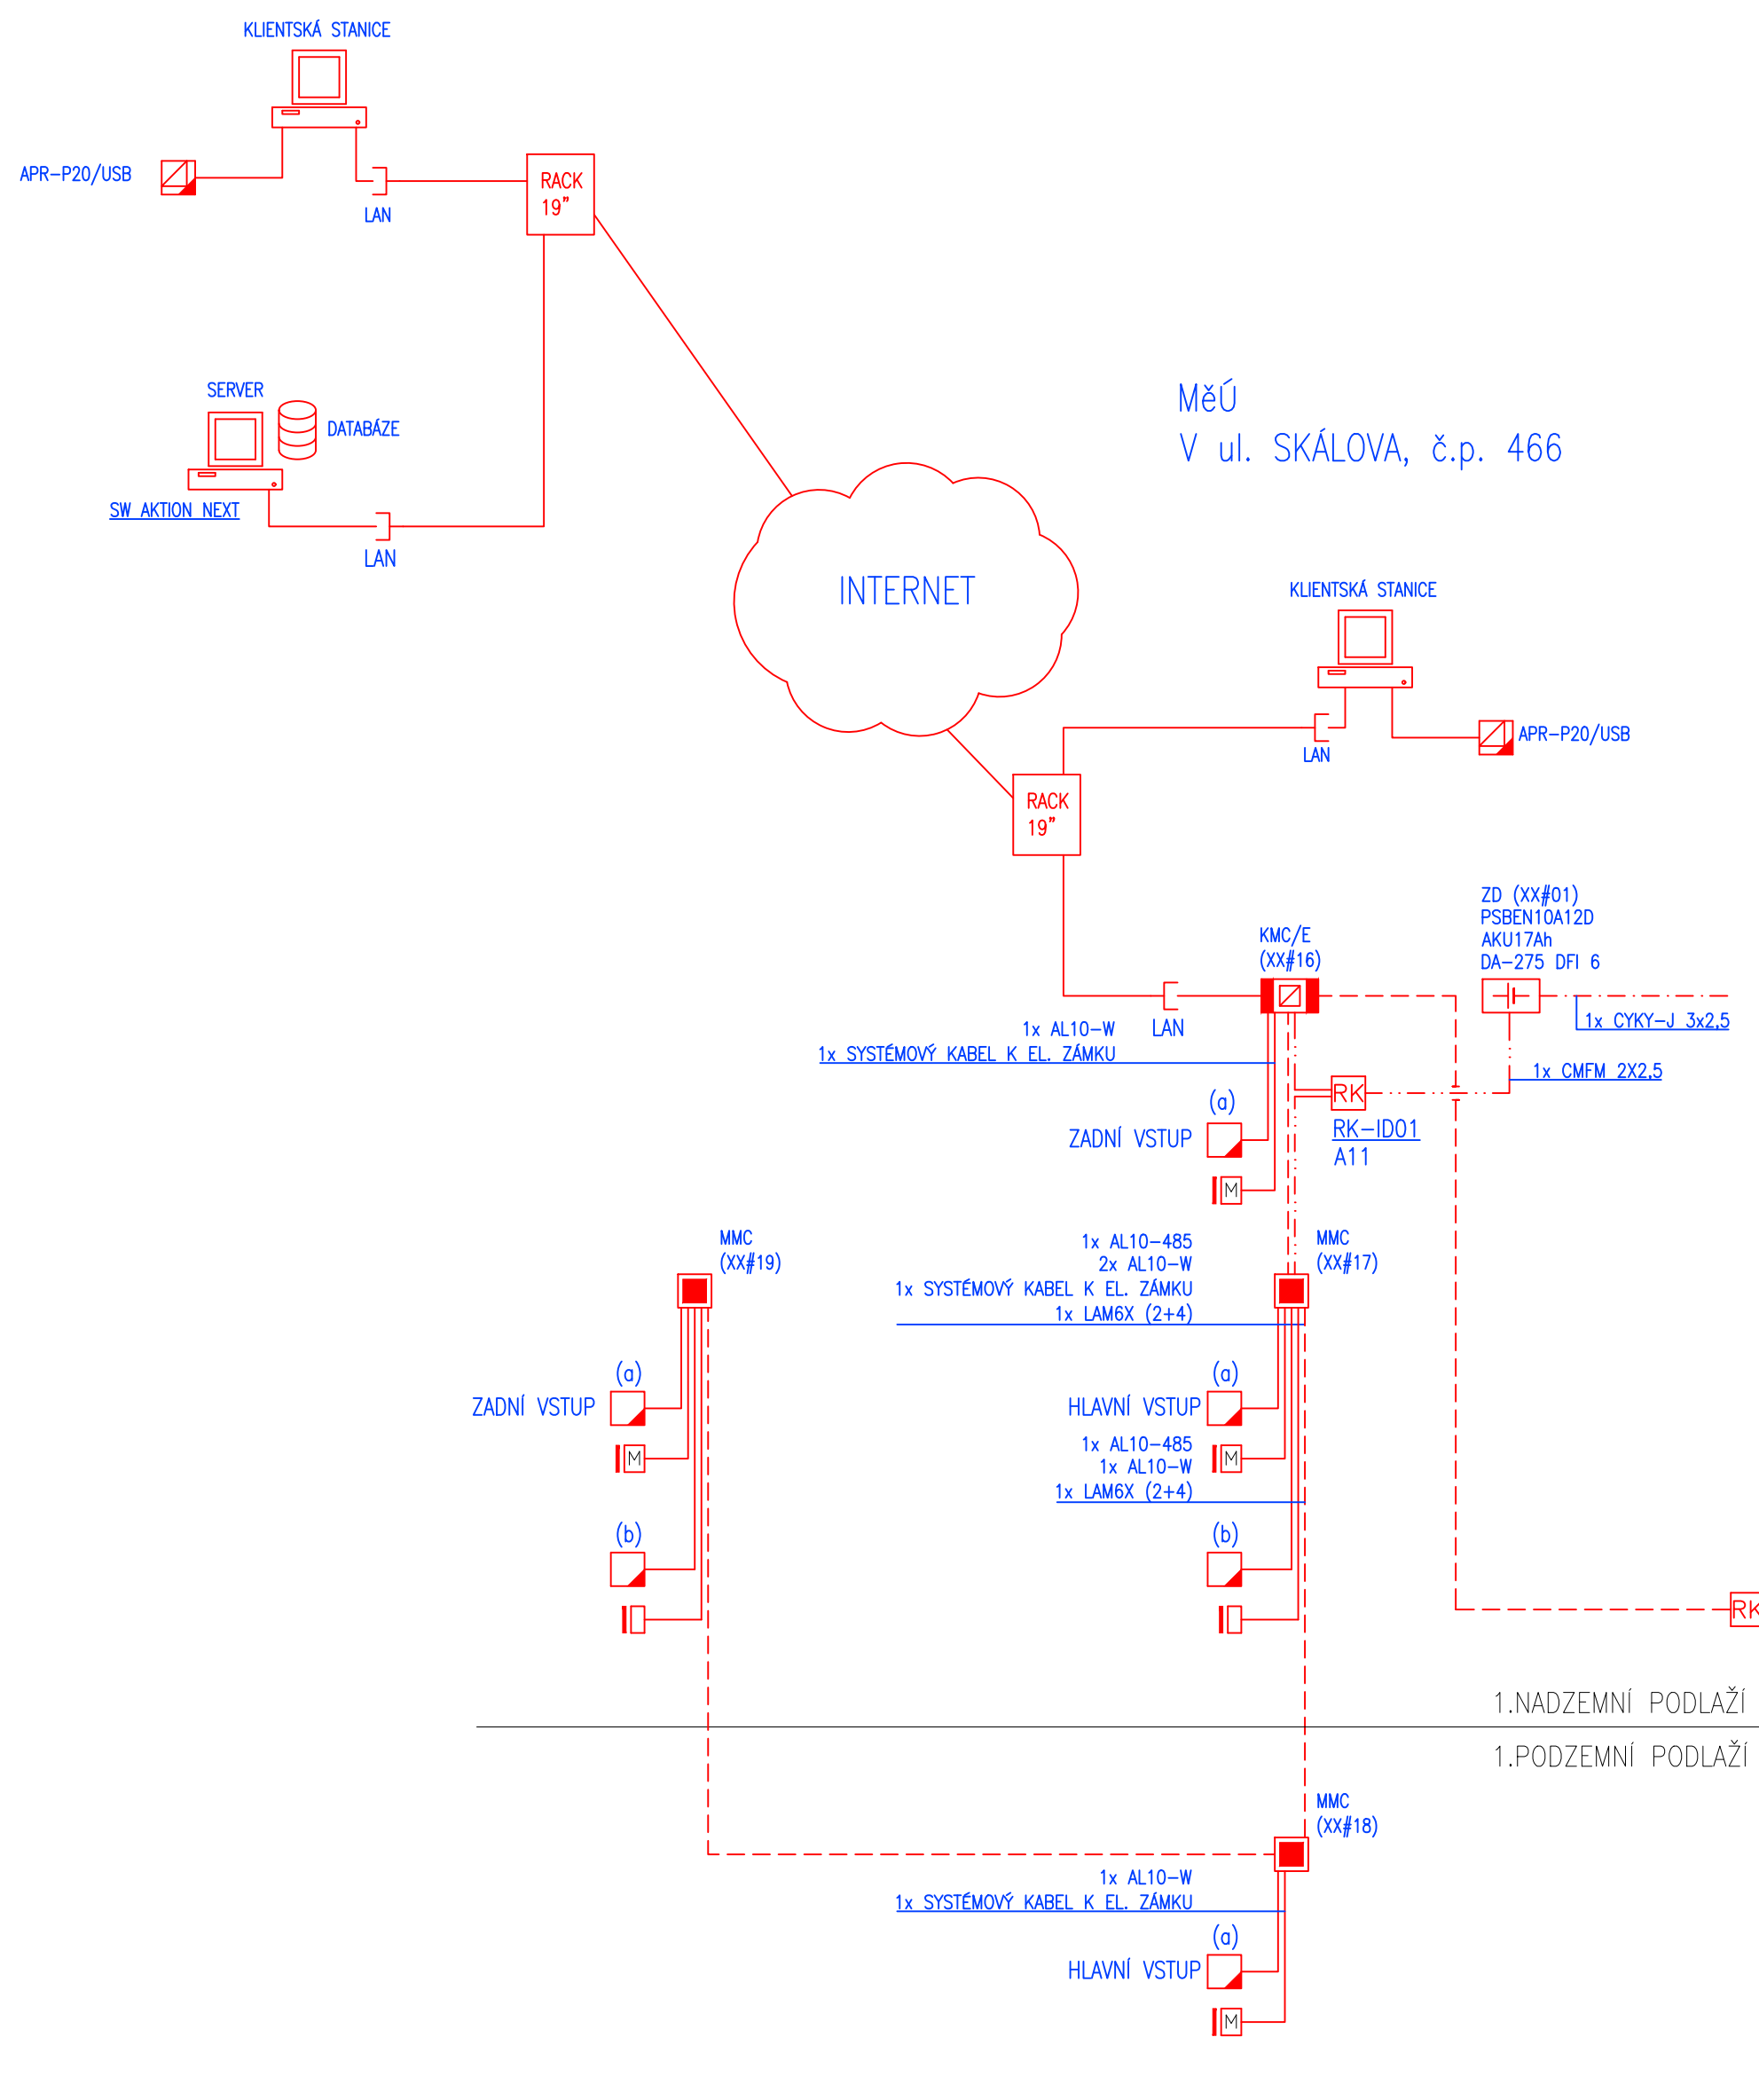 KLIENTSKÁ STANICE
APR-P20/USB
LAN
RACK
19"
SERVER
DATABÁZE
SW AKTION NEXT
LAN
MěÚ
V ul. SKÁLOVA, č.p. 466
INTERNET
KLIENTSKÁ STANICE
APR-P20/USB
LAN
RACK
19"
ZD (XX#01)
PSBEN10A12D
AKU17Ah
DA-275 DFI 6
KMC/E
(XX#16)
1x CYKY-J 3x2,5
1x AL10-W
LAN
1x SYSTÉMOVÝ KABEL K EL. ZÁMKU
1x CMFM 2X2,5
RK
(a)
ZADNÍ VSTUP
RK-ID01
A11
M
MMC
(XX#19)
1x AL10-485
2x AL10-W
1x SYSTÉMOVÝ KABEL K EL. ZÁMKU
1x LAM6X (2+4)
MMC
(XX#17)
(a)
ZADNÍ VSTUP
M
(b)
(a)
HLAVNÍ VSTUP
1x AL10-485
1x AL10-W
1x LAM6X (2+4)
M
(b)
RK
1.NADZEMNÍ PODLAŽÍ
1.PODZEMNÍ PODLAŽÍ
MMC
(XX#18)
1x AL10-W
1x SYSTÉMOVÝ KABEL K EL. ZÁMKU
(a)
HLAVNÍ VSTUP
M